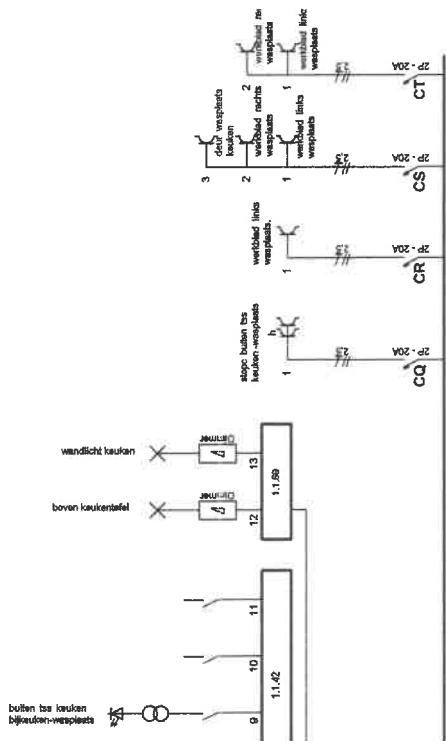 werkblad rec
wasplaats
werkblad links
wasplaats
2
1
2P - 20A
CT
deur wasplaats
keuken
werkblad rechts
wasplaats
werkblad links
wasplaats
3
2
1
2P - 20A
CS
werkblad links
wasplaats.
1
2P - 20A
CR
stopc buiten tss
keuken-wasplaats
h
1
2P - 20A
CQ
wandlicht keuken
Dimmer
13
boven keukentafel
Dimmer
12
1.1.69
11
10
buiten tss keuken
bijkeuken-wasplaats
9
1.1.42